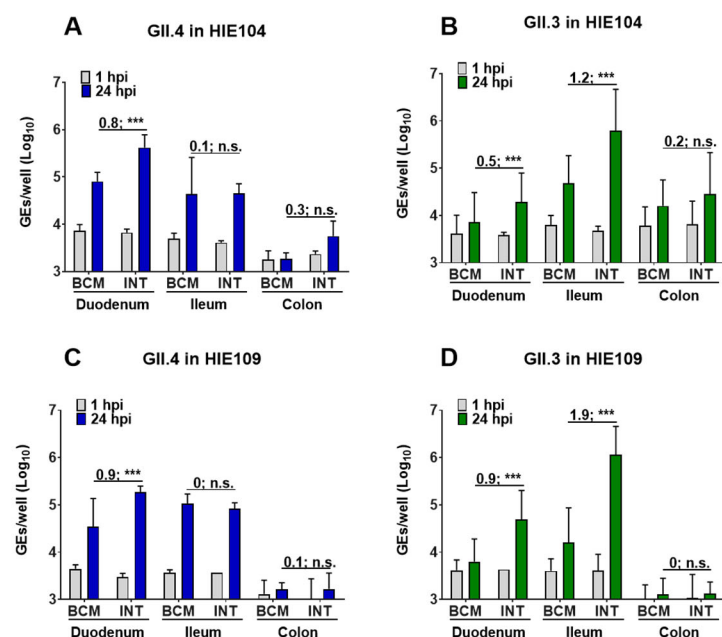 A
GII.4 in HIE104
1 hpi
24 hpi
GEs/well (Log10)
7
6
5
4
3
0.8; ***
0.1; n.s.
0.3; n.s.
BCM INT BCM INT BCM INT
Duodenum Ileum Colon
B
GII.3 in HIE104
1 hpi
24 hpi
GEs/well (Log10)
7
6
5
4
3
0.5; ***
1.2; ***
0.2; n.s.
BCM INT BCM INT BCM INT
Duodenum Ileum Colon
C
GII.4 in HIE109
1 hpi
24 hpi
GEs/well (Log10)
7
6
5
4
3
0.9; ***
0; n.s.
0.1; n.s.
BCM INT BCM INT BCM INT
Duodenum Ileum Colon
D
GII.3 in HIE109
1 hpi
24 hpi
GEs/well (Log10)
7
6
5
4
3
0.9; ***
1.9; ***
0; n.s.
BCM INT BCM INT BCM INT
Duodenum Ileum Colon